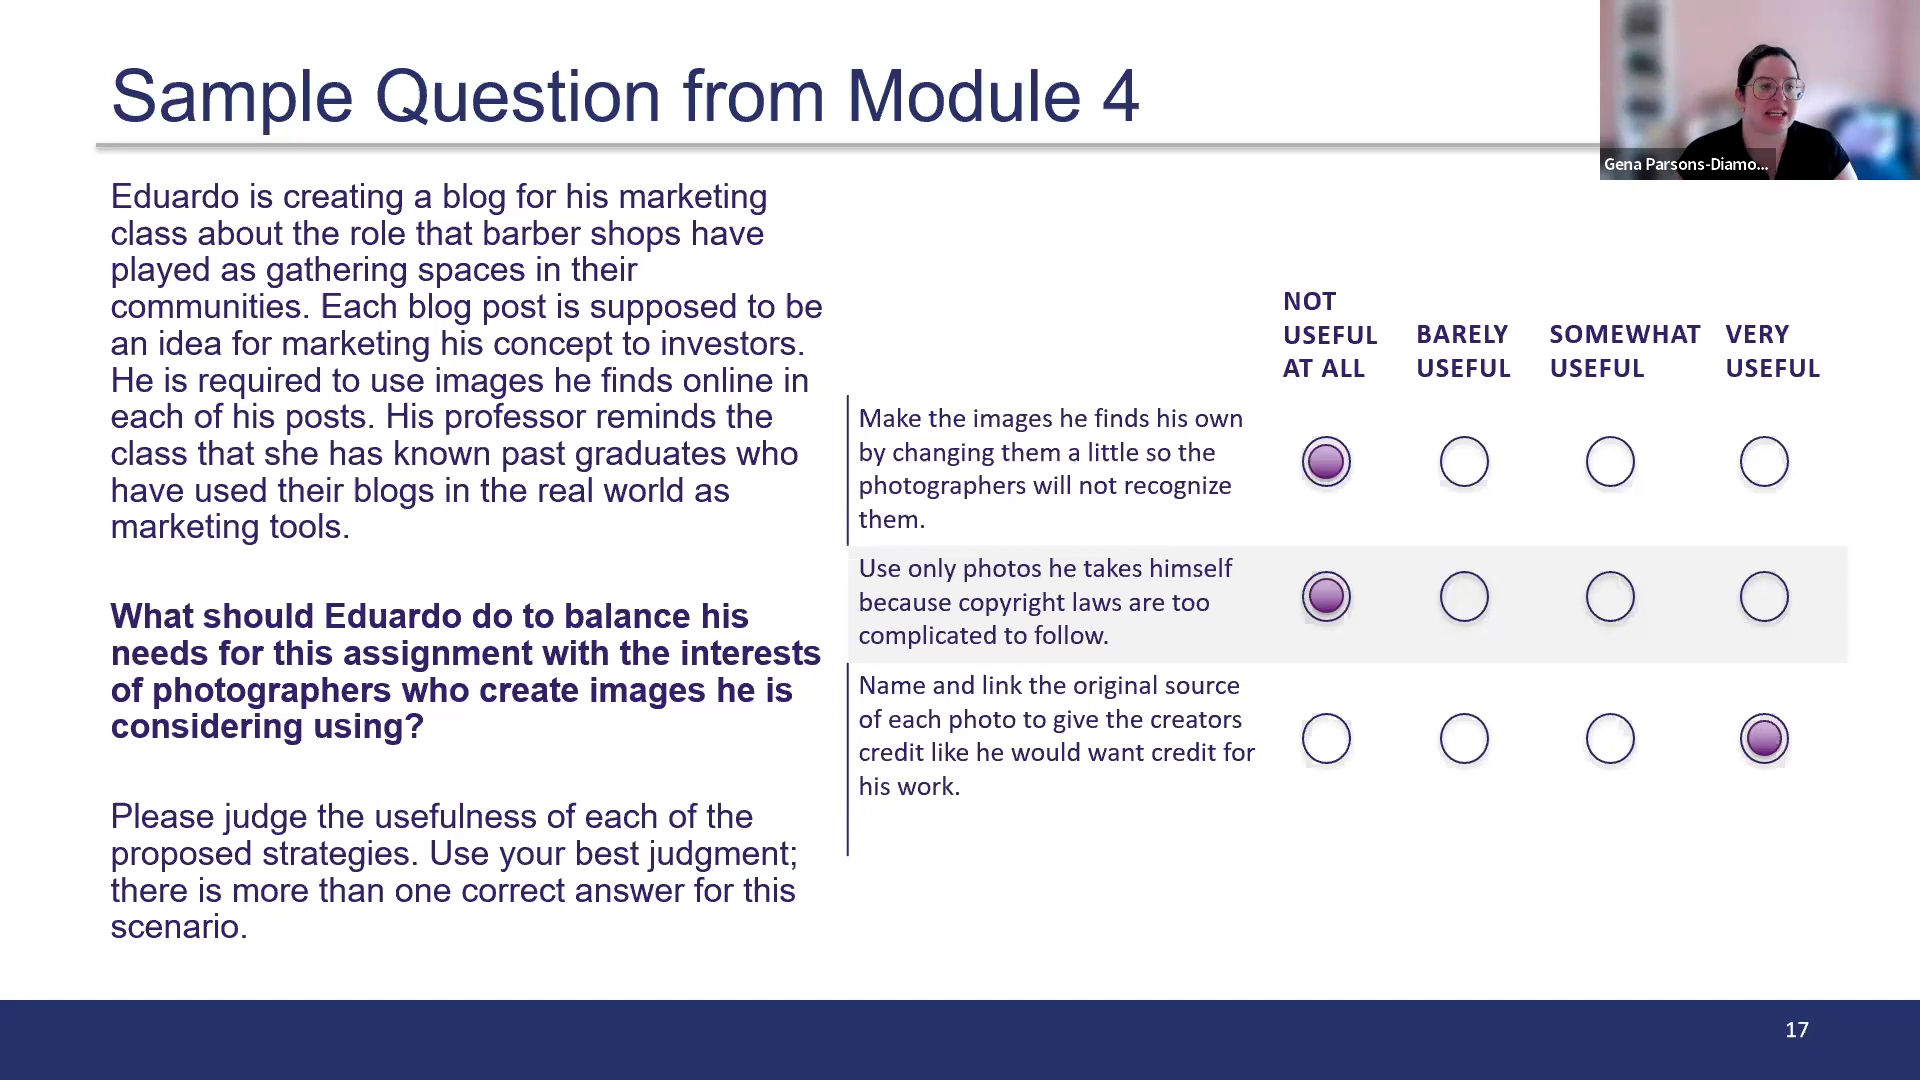 Sample Question from Module 4
Gena Parsons-Diamo...
Eduardo is creating a blog for his marketing
class about the role that barber shops have
played as gathering spaces in their
communities. Each blog post is supposed to be
an idea for marketing his concept to investors.
He is required to use images he finds online in
each of his posts. His professor reminds the
class that she has known past graduates who
have used their blogs in the real world as
marketing tools.
What should Eduardo do to balance his
needs for this assignment with the interests
of photographers who create images he is
considering using?
Please judge the usefulness of each of the
proposed strategies. Use your best judgment;
there is more than one correct answer for this
scenario.
NOT
USEFUL
AT ALL
BARELY
USEFUL
SOMEWHAT
USEFUL
VERY
USEFUL
Make the images he finds his own
by changing them a little so the
photographers will not recognize
them.
Use only photos he takes himself
because copyright laws are too
complicated to follow.
Name and link the original source
of each photo to give the creators
credit like he would want credit for
his work.
17